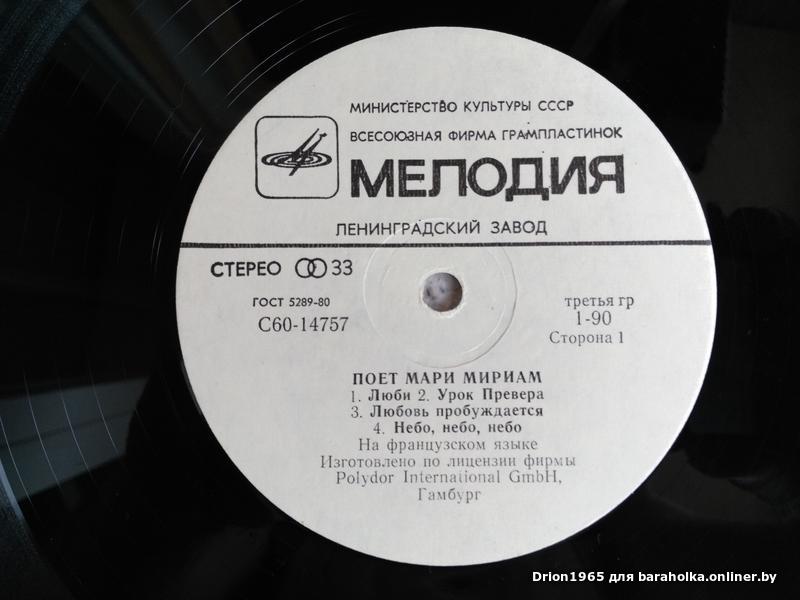 МИНИСТЕРСТВО КУЛЬТУРЫ СССР
ВСЕСОЮЗНАЯ ФИРМА ГРАМПЛАСТИНОК
МЕЛОДИЯ
ЛЕНИНГРАДСКИЙ ЗАВОД
СТЕРЕО 33
ГОСТ 5289-80
С60-14757
третья гр
1-90
Сторона 1
ПОЕТ МАРИ МИРИАМ
1. Люби 2. Урок Превера
3. Любовь пробуждается
4. Небо, небо, небо
На французском языке
Изготовлено по лицензии фирмы
Polydor International GmbH,
Гамбург
Drion1965 для baraholka.onliner.by